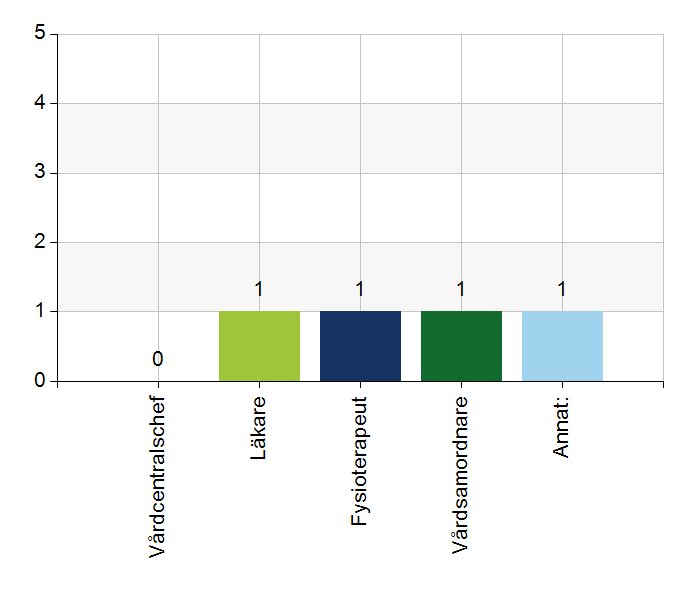 5
4
3
2
1
0
0
1
1
1
1
Vårdcentralschef
Läkare
Fysioterapeut
Vårdsamordnare
Annat: